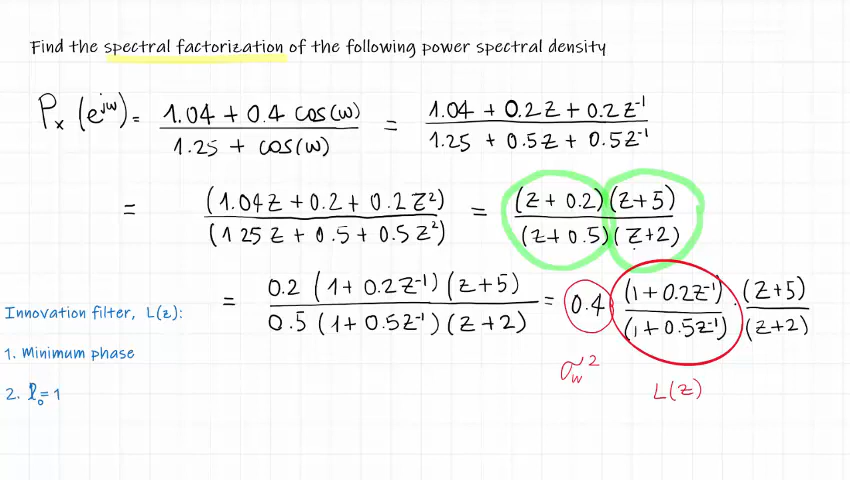 Find the spectral factorization of the following power spectral density
Pₓ(e^{jω}) = (1.04 + 0.4 cos(ω)) / (1.25 + cos(ω)) = (1.04 + 0.2z + 0.2z⁻¹) / (1.25 + 0.5z + 0.5z⁻¹)
= (1.04z + 0.2 + 0.2z²) / (1.25z + 0.5 + 0.5z²) = (z + 0.2)(z + 5) / (z + 0.5)(z + 2)
= 0.2(1 + 0.2z⁻¹)(z + 5) / 0.5(1 + 0.5z⁻¹)(z + 2) = 0.4 (1 + 0.2z⁻¹) / (1 + 0.5z⁻¹) · (z + 5) / (z + 2)
Innovation filter, L(z):
1. Minimum phase
2. l₀ = 1
σ_w² L(z)